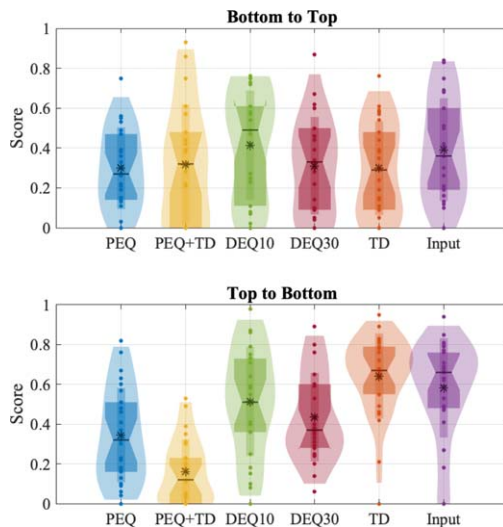 Bottom to Top
1
0.8
0.6
0.4
0.2
0
Score
PEQ PEQ+TD DEQ10 DEQ30 TD Input
Top to Bottom
1
0.8
0.6
0.4
0.2
0
Score
PEQ PEQ+TD DEQ10 DEQ30 TD Input